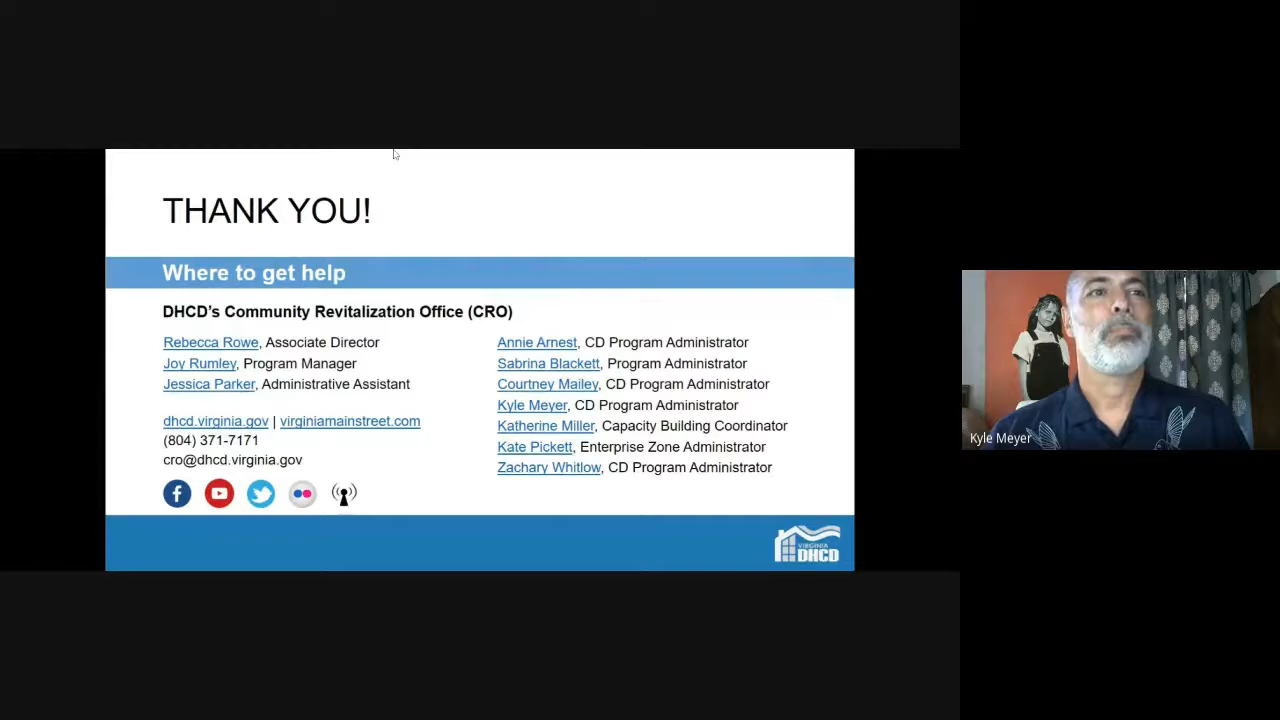 THANK YOU!
Where to get help
DHCD's Community Revitalization Office (CRO)
Rebecca Rowe, Associate Director
Joy Rumley, Program Manager
Jessica Parker, Administrative Assistant
dhcd.virginia.gov | virginiamainstreet.com
(804) 371-7171
cro@dhcd.virginia.gov
Annie Arnest, CD Program Administrator
Sabrina Blackett, Program Administrator
Courtney Mailey, CD Program Administrator
Kyle Meyer, CD Program Administrator
Katherine Miller, Capacity Building Coordinator
Kate Pickett, Enterprise Zone Administrator
Zachary Whitlow, CD Program Administrator
VIRGINIA
DHCD
Kyle Meyer